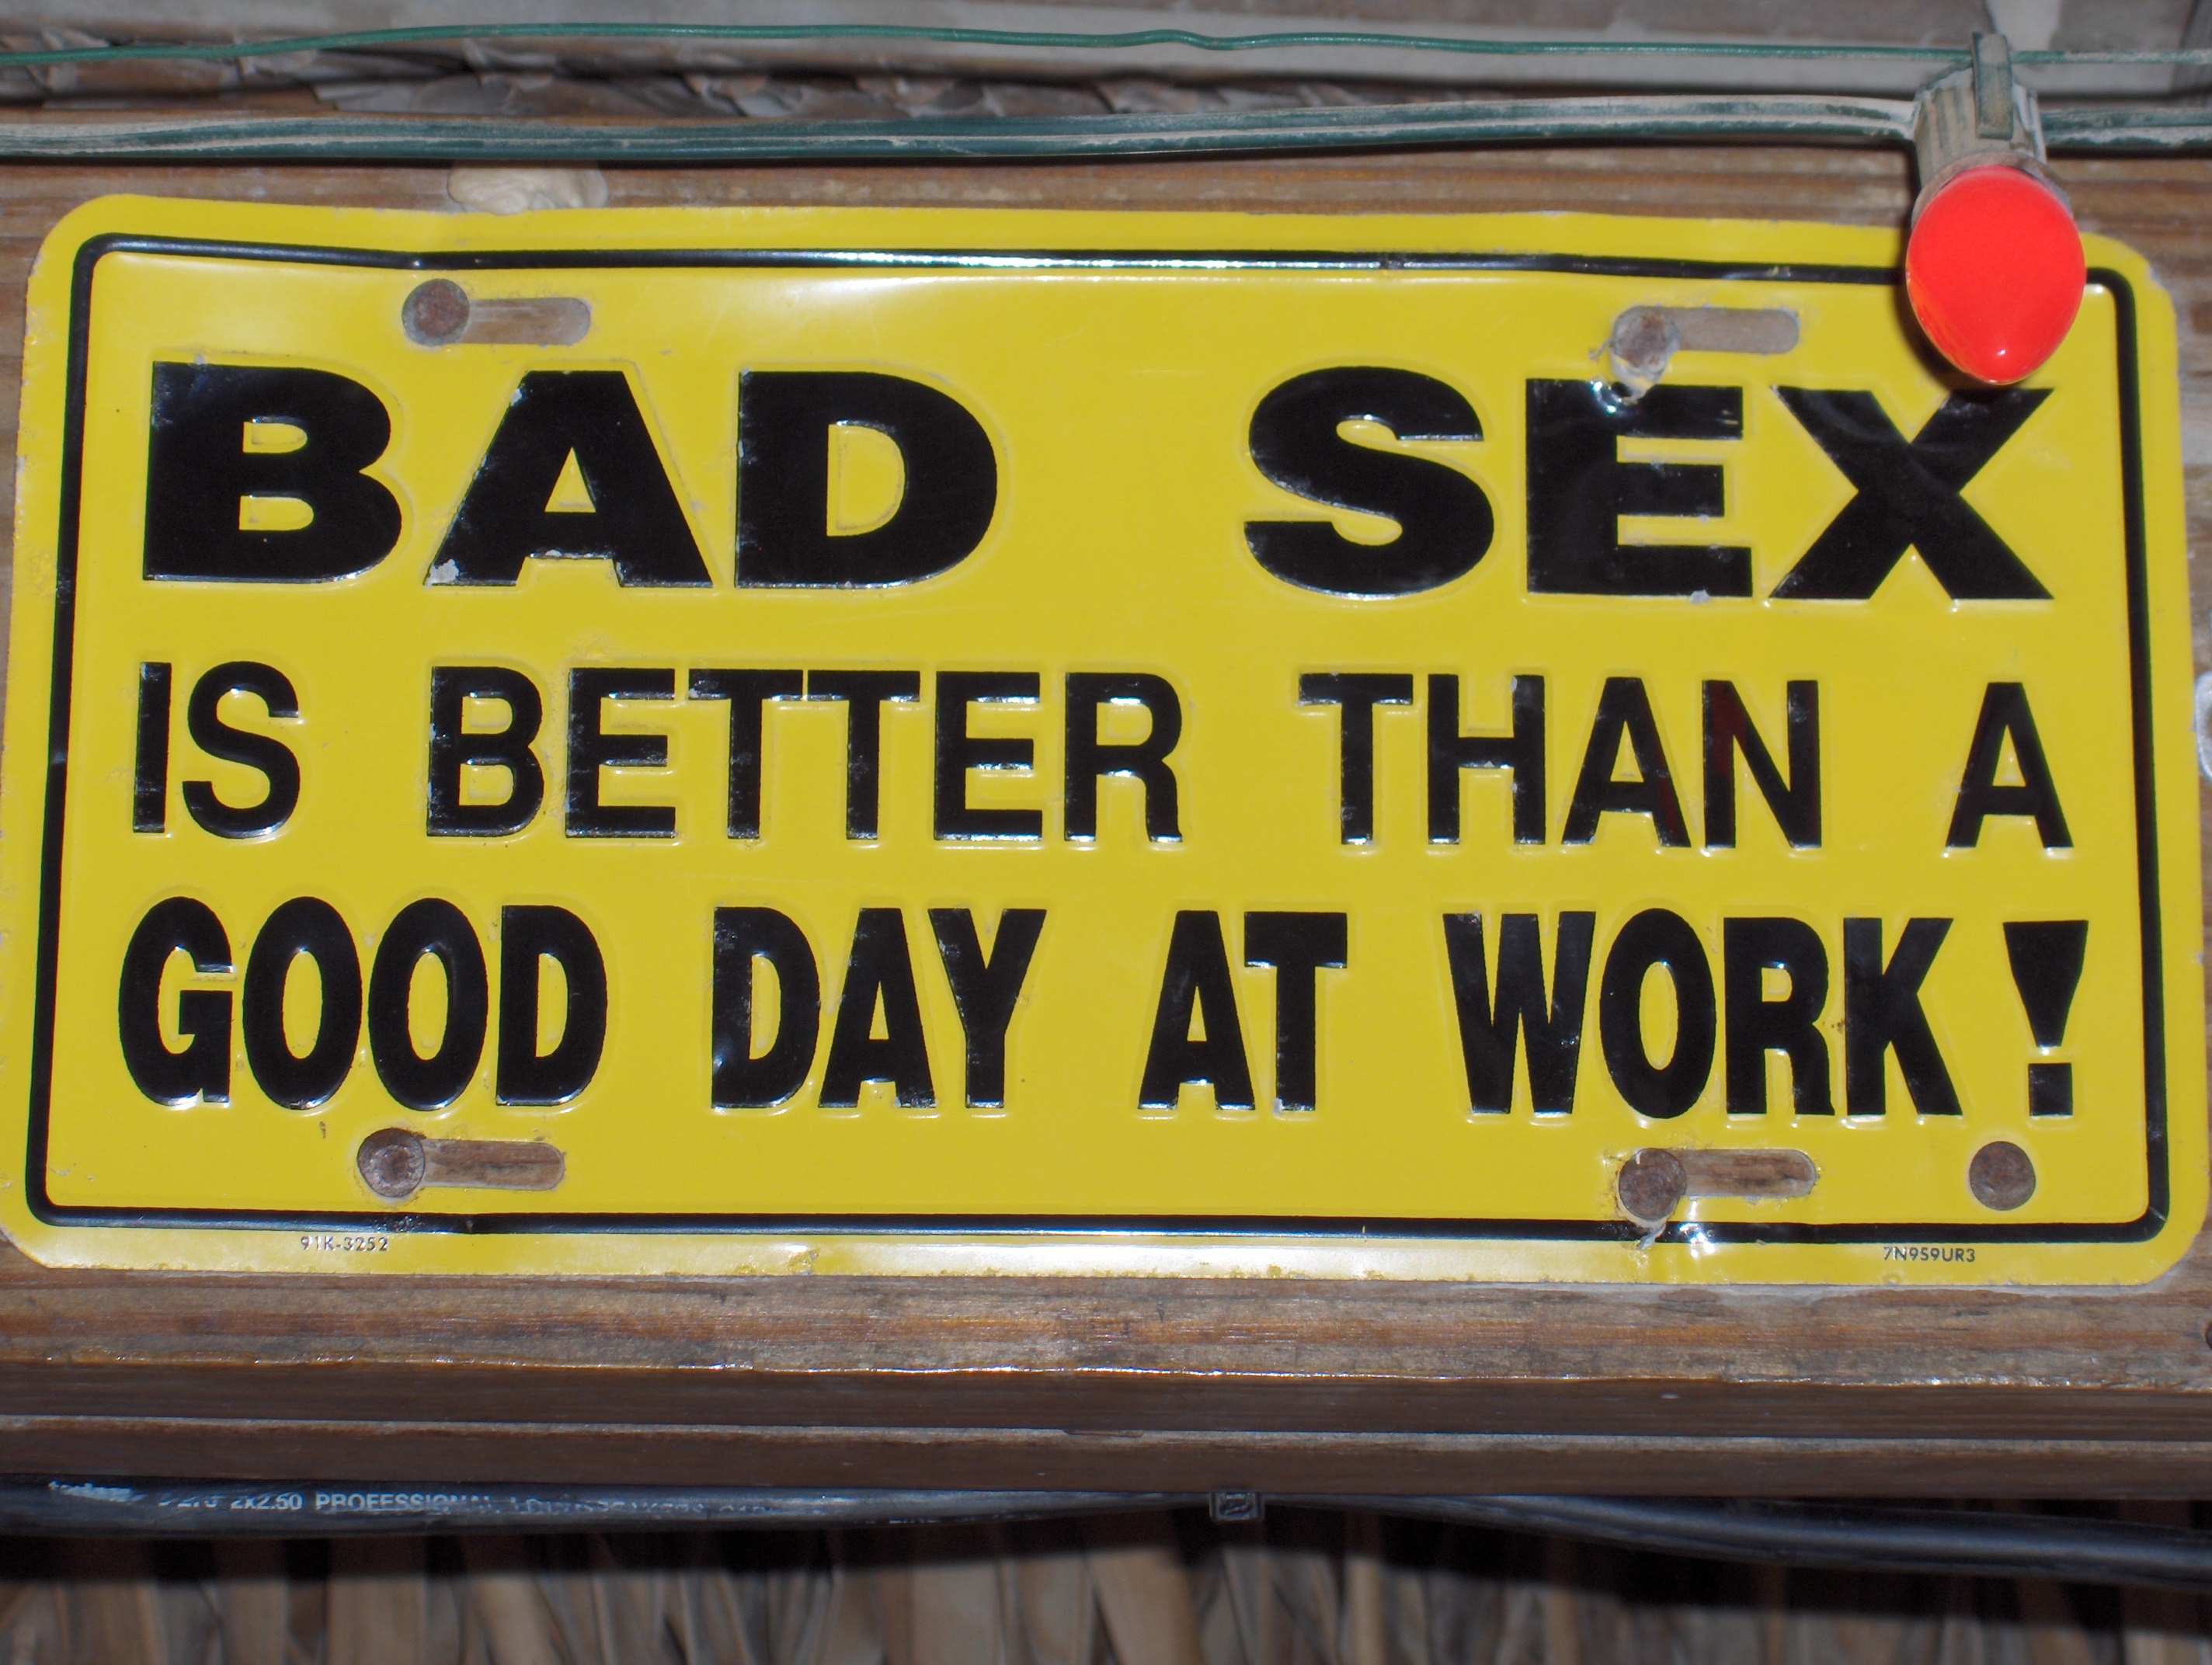 BAD SEX
IS BETTER THAN A
GOOD DAY AT WORK!
91K-3252
7N959UR3
2x2.50 PROFESSIONAL